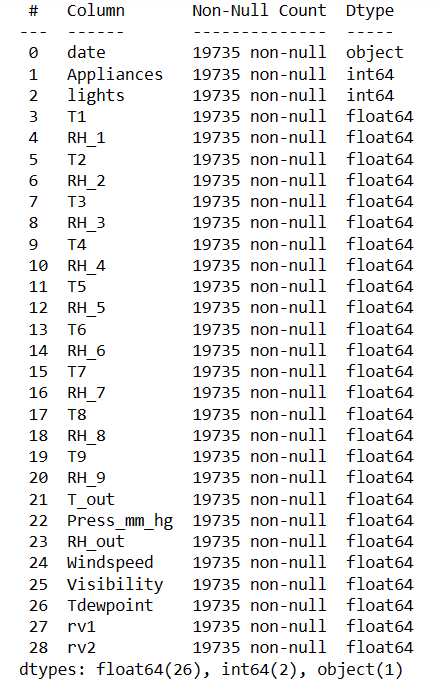 #   Column       Non-Null Count  Dtype
---  ------       --------------  -----
0   date         19735 non-null  object
1   Appliances   19735 non-null  int64
2   lights       19735 non-null  int64
3   T1           19735 non-null  float64
4   RH_1         19735 non-null  float64
5   T2           19735 non-null  float64
6   RH_2         19735 non-null  float64
7   T3           19735 non-null  float64
8   RH_3         19735 non-null  float64
9   T4           19735 non-null  float64
10  RH_4         19735 non-null  float64
11  T5           19735 non-null  float64
12  RH_5         19735 non-null  float64
13  T6           19735 non-null  float64
14  RH_6         19735 non-null  float64
15  T7           19735 non-null  float64
16  RH_7         19735 non-null  float64
17  T8           19735 non-null  float64
18  RH_8         19735 non-null  float64
19  T9           19735 non-null  float64
20  RH_9         19735 non-null  float64
21  T_out        19735 non-null  float64
22  Press_mm_hg  19735 non-null  float64
23  RH_out       19735 non-null  float64
24  Windspeed    19735 non-null  float64
25  Visibility   19735 non-null  float64
26  Tdewpoint    19735 non-null  float64
27  rv1          19735 non-null  float64
28  rv2          19735 non-null  float64
dtypes: float64(26), int64(2), object(1)